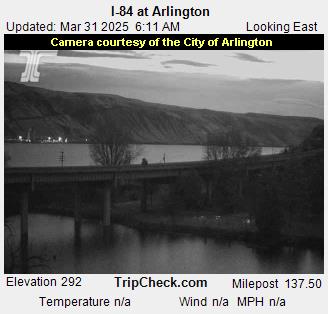 I-84 at Arlington
Updated: Mar 31 2025 6:11 AM Looking East
Camera courtesy of the City of Arlington
Elevation 292 TripCheck.com Milepost 137.50
Temperature n/a Wind n/a MPH n/a